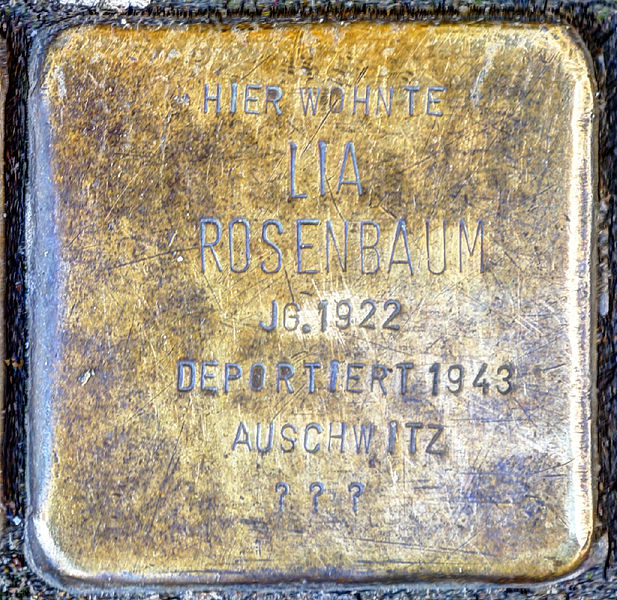 HIER WOHNTE
LIA
ROSENBAUM
JG. 1922
DEPORTIERT 1943
AUSCHWITZ
? ? ?